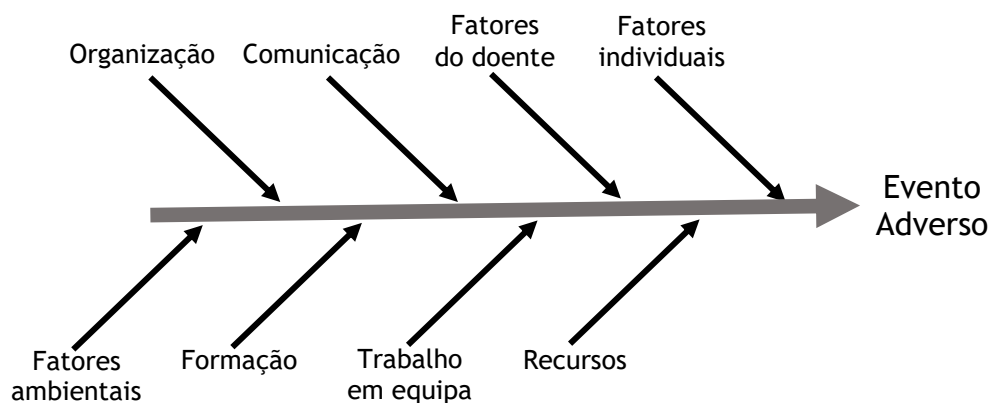 Organização
Comunicação
Fatores
do doente
Fatores
individuais
Evento
Adverso
Fatores
ambientais
Formação
Trabalho
em equipa
Recursos